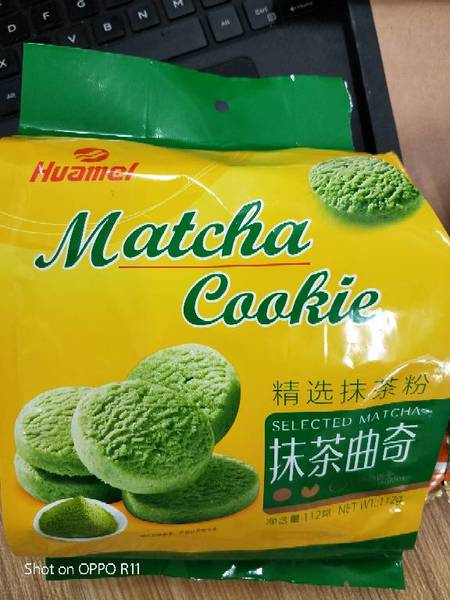 Huamei
Matcha
Cookie
精选抹茶粉
SELECTED MATCHA
抹茶曲奇
净含量:112克 NET WT.:112g
Shot on OPPO R11